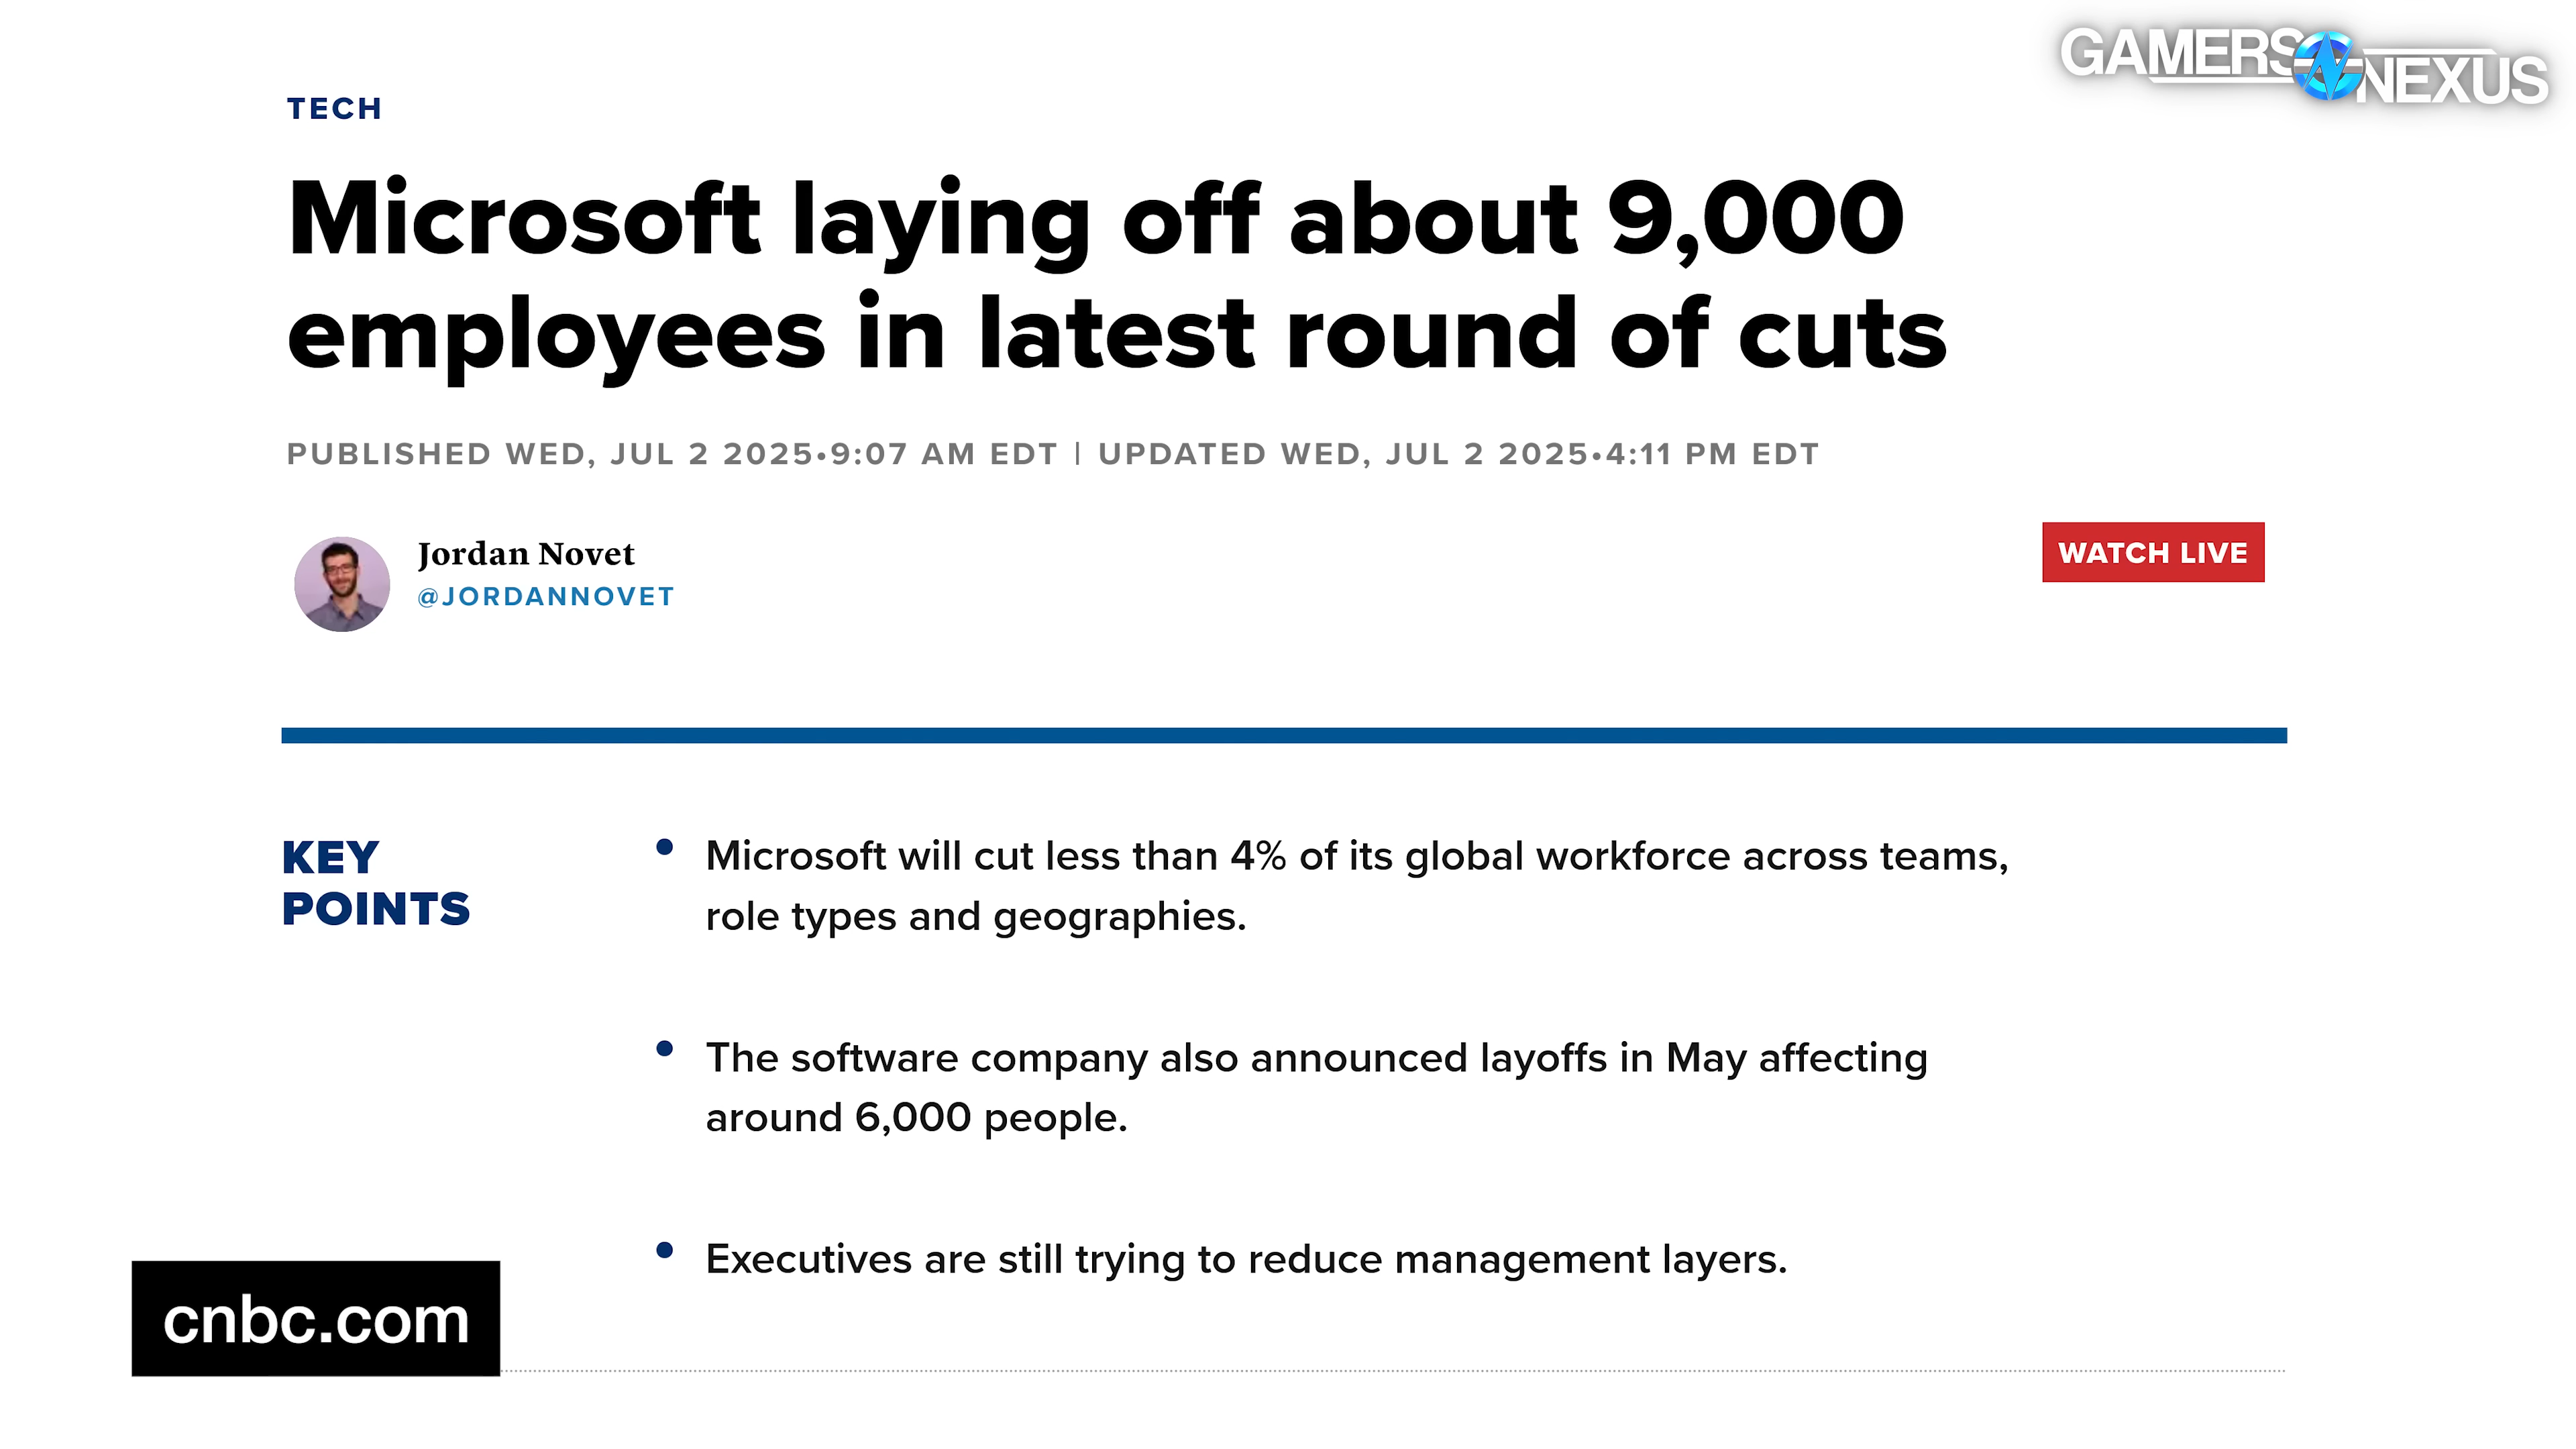 GAMERS NEXUS
TECH
Microsoft laying off about 9,000
employees in latest round of cuts
PUBLISHED WED, JUL 2 2025•9:07 AM EDT | UPDATED WED, JUL 2 2025•4:11 PM EDT
Jordan Novet
@JORDANNOVET
WATCH LIVE
KEY
POINTS
• Microsoft will cut less than 4% of its global workforce across teams,
role types and geographies.
• The software company also announced layoffs in May affecting
around 6,000 people.
• Executives are still trying to reduce management layers.
cnbc.com